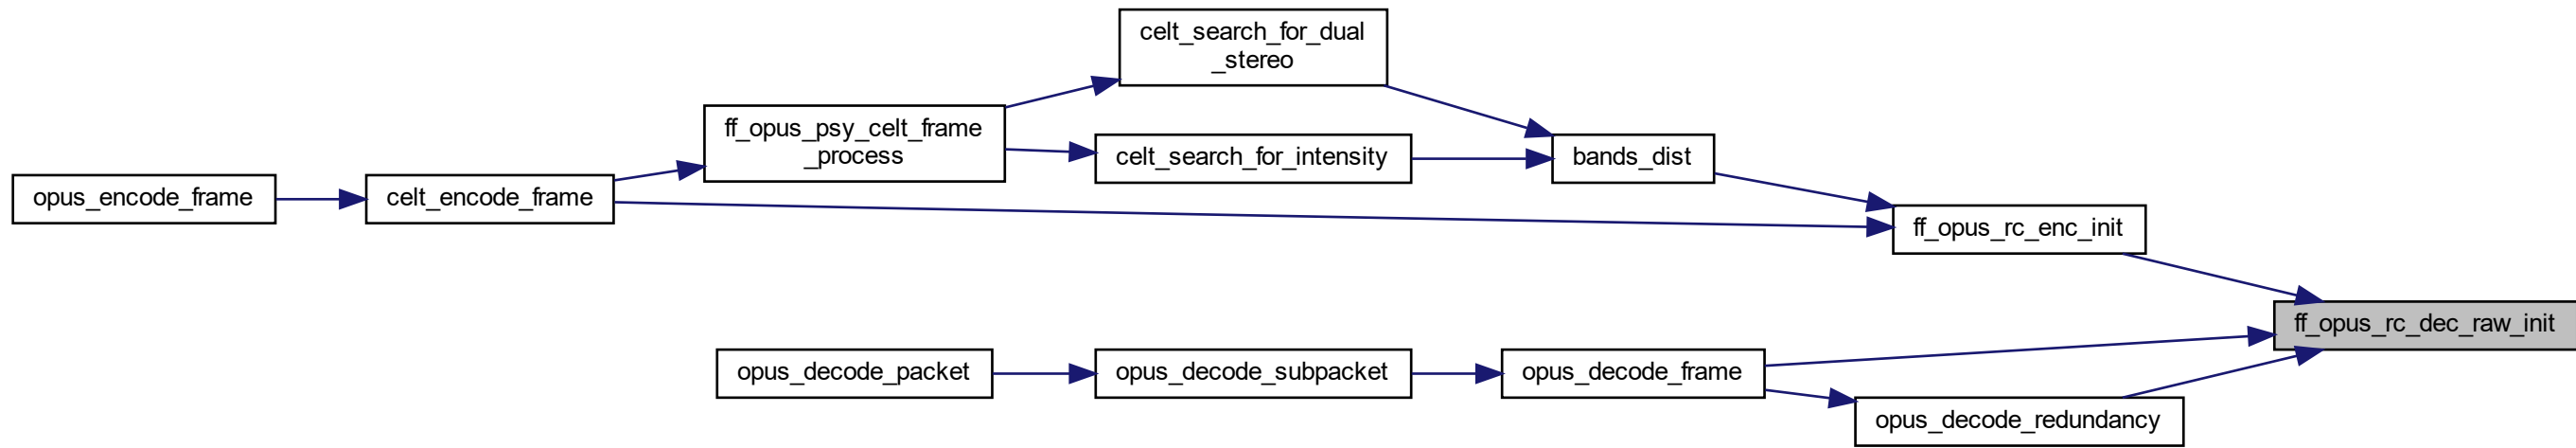 celt_search_for_dual
_stereo
ff_opus_psy_celt_frame
_process
celt_search_for_intensity
bands_dist
opus_encode_frame
celt_encode_frame
ff_opus_rc_enc_init
ff_opus_rc_dec_raw_init
opus_decode_packet
opus_decode_subpacket
opus_decode_frame
opus_decode_redundancy